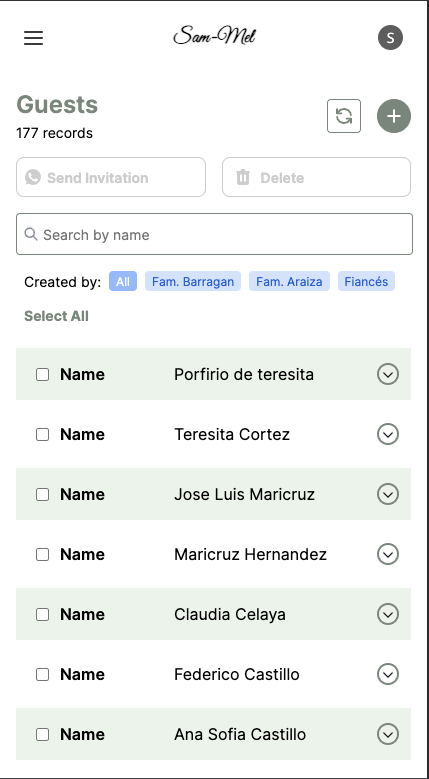 Sam-Mel
S
Guests
177 records
Send Invitation
Delete
Search by name
Created by: All Fam. Barragan Fam. Araiza Fiancés
Select All
Name Porfirio de teresita
Name Teresita Cortez
Name Jose Luis Maricruz
Name Maricruz Hernandez
Name Claudia Celaya
Name Federico Castillo
Name Ana Sofia Castillo